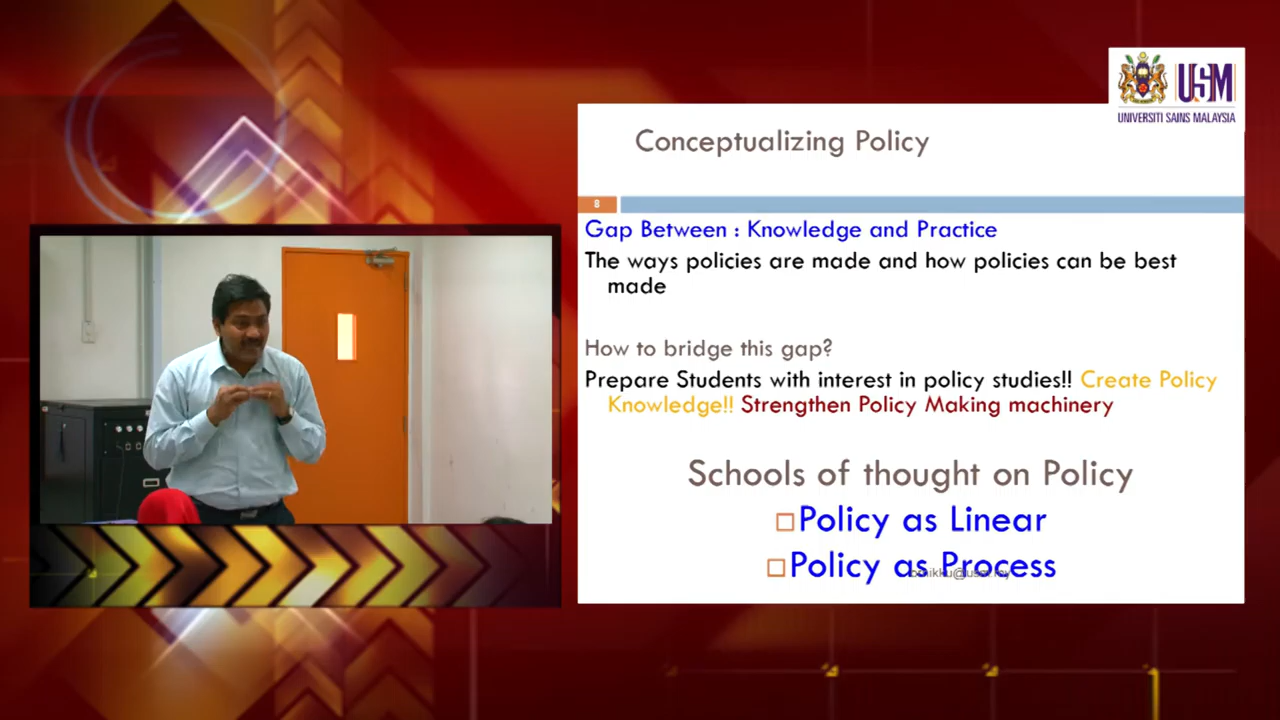 USM
UNIVERSITI SAINS MALAYSIA
Conceptualizing Policy
8
Gap Between : Knowledge and Practice
The ways policies are made and how policies can be best
made
How to bridge this gap?
Prepare Students with interest in policy studies!! Create Policy
Knowledge!! Strengthen Policy Making machinery
Schools of thought on Policy
Policy as Linear
Policy as Process